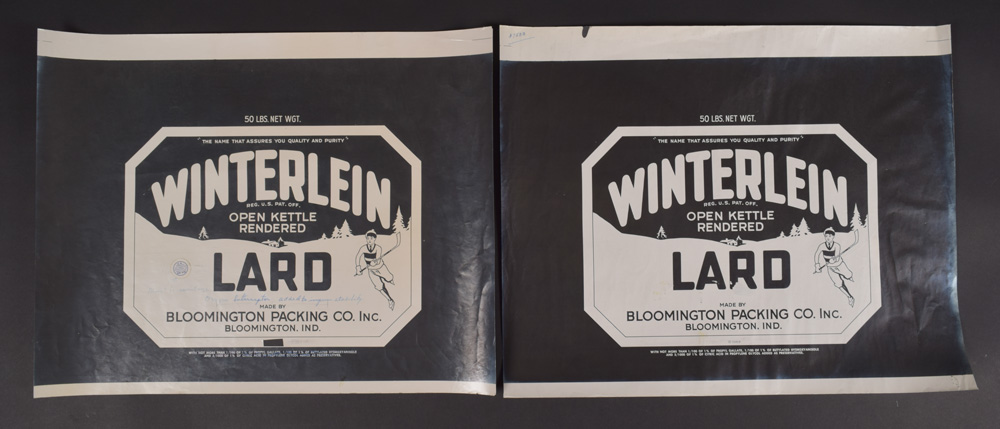 50 LBS. NET WGT.
"THE NAME THAT ASSURES YOU QUALITY AND PURITY"
WINTERLEIN
REG. U.S. PAT. OFF.
OPEN KETTLE
RENDERED
LARD
MADE BY
BLOOMINGTON PACKING CO. INC.
BLOOMINGTON, IND.
50 LBS. NET WGT.
"THE NAME THAT ASSURES YOU QUALITY AND PURITY"
WINTERLEIN
REG. U.S. PAT. OFF.
OPEN KETTLE
RENDERED
LARD
MADE BY
BLOOMINGTON PACKING CO. INC.
BLOOMINGTON, IND.